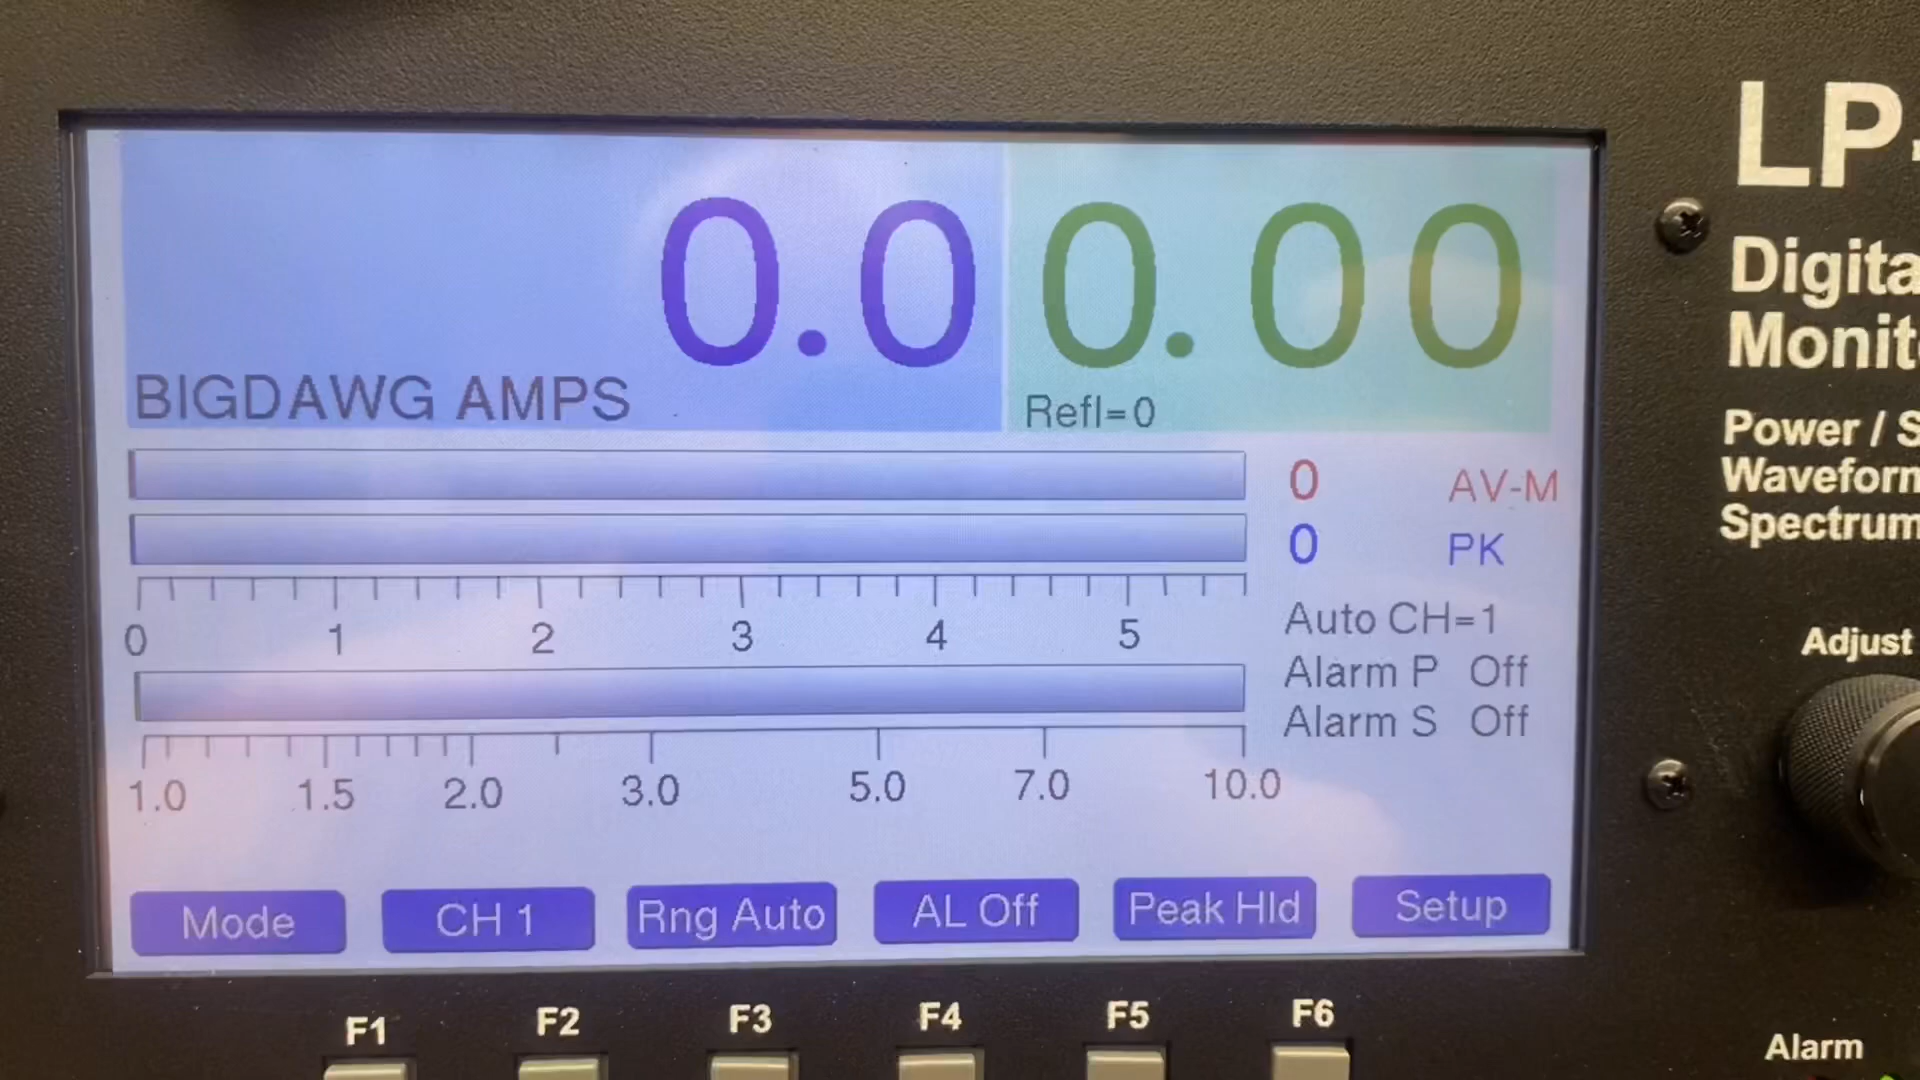 0.0 0.00
BIGDAWG AMPS
Refl=0
0 AV-M
0 PK
0 1 2 3 4 5
Auto CH=1
Alarm P Off
Alarm S Off
1.0 1.5 2.0 3.0 5.0 7.0 10.0
Mode CH 1 Rng Auto AL Off Peak Hld Setup
F1 F2 F3 F4 F5 F6
LP-
Digita
Monit
Power / S
Waveform
Spectrum
Adjust
Alarm